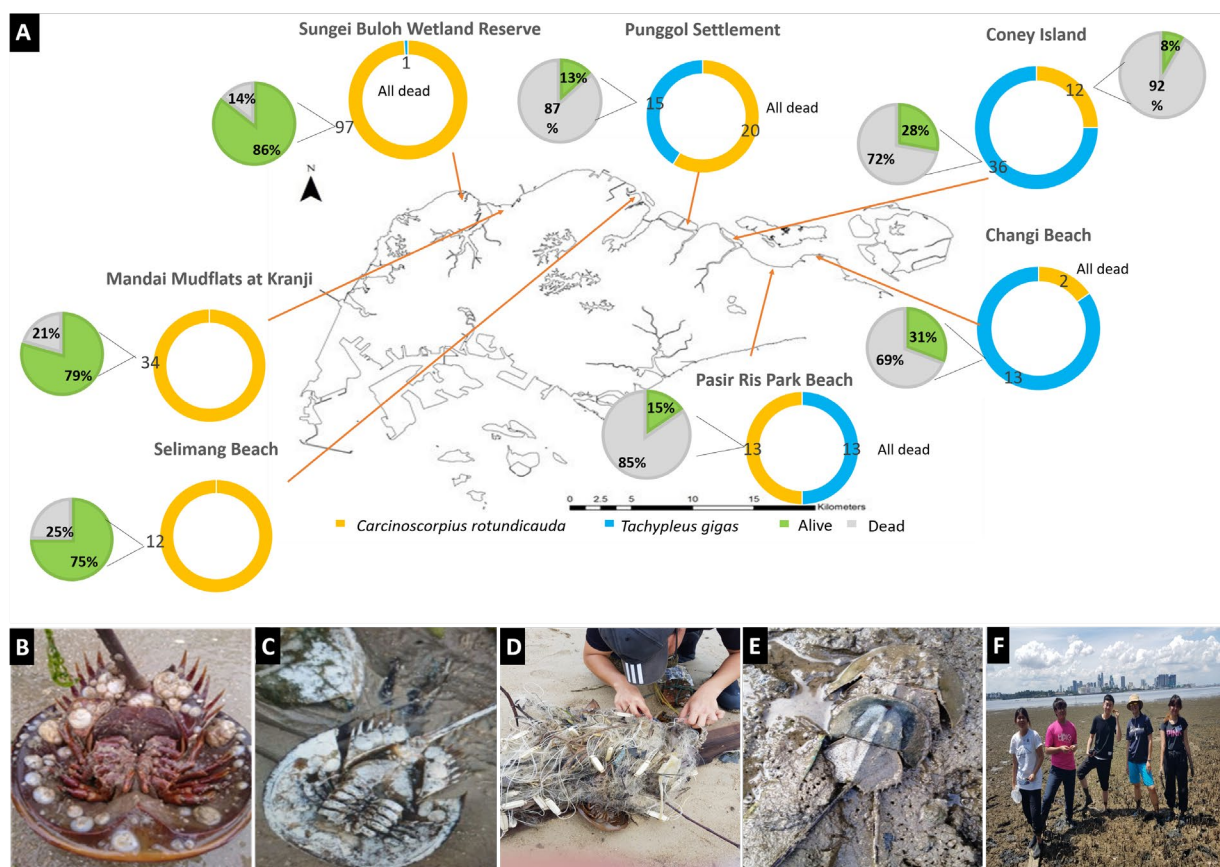 A
Sungei Buloh Wetland Reserve
1
All dead
14%
86%
97
Punggol Settlement
13%
87
%
15
20
All dead
Coney Island
12
8%
92
%
28%
72%
36
N
Mandai Mudflats at Kranji
21%
79%
34
Changi Beach
2
All dead
31%
69%
13
Selimang Beach
25%
75%
12
Pasir Ris Park Beach
15%
85%
13
13
All dead
0 2.5 5 10 15 20
Kilometers
Carcinoscorpius rotundicauda
Tachypleus gigas
Alive
Dead
B
C
D
E
F